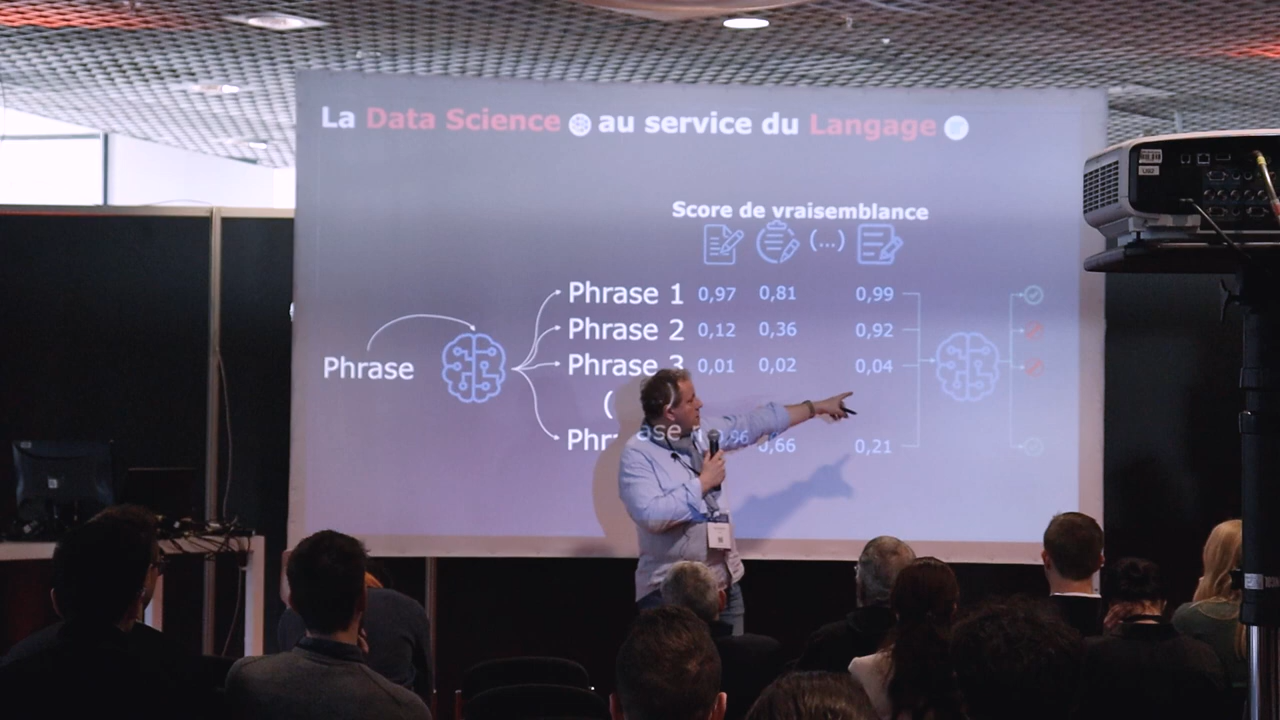 La Data Science au service du Langage
Score de vraisemblance
(...)
Phrase 1 0,97 0,81 0,99
Phrase 2 0,12 0,36 0,92
Phrase 3 0,01 0,02 0,04
Phrase
(
0,66 0,21